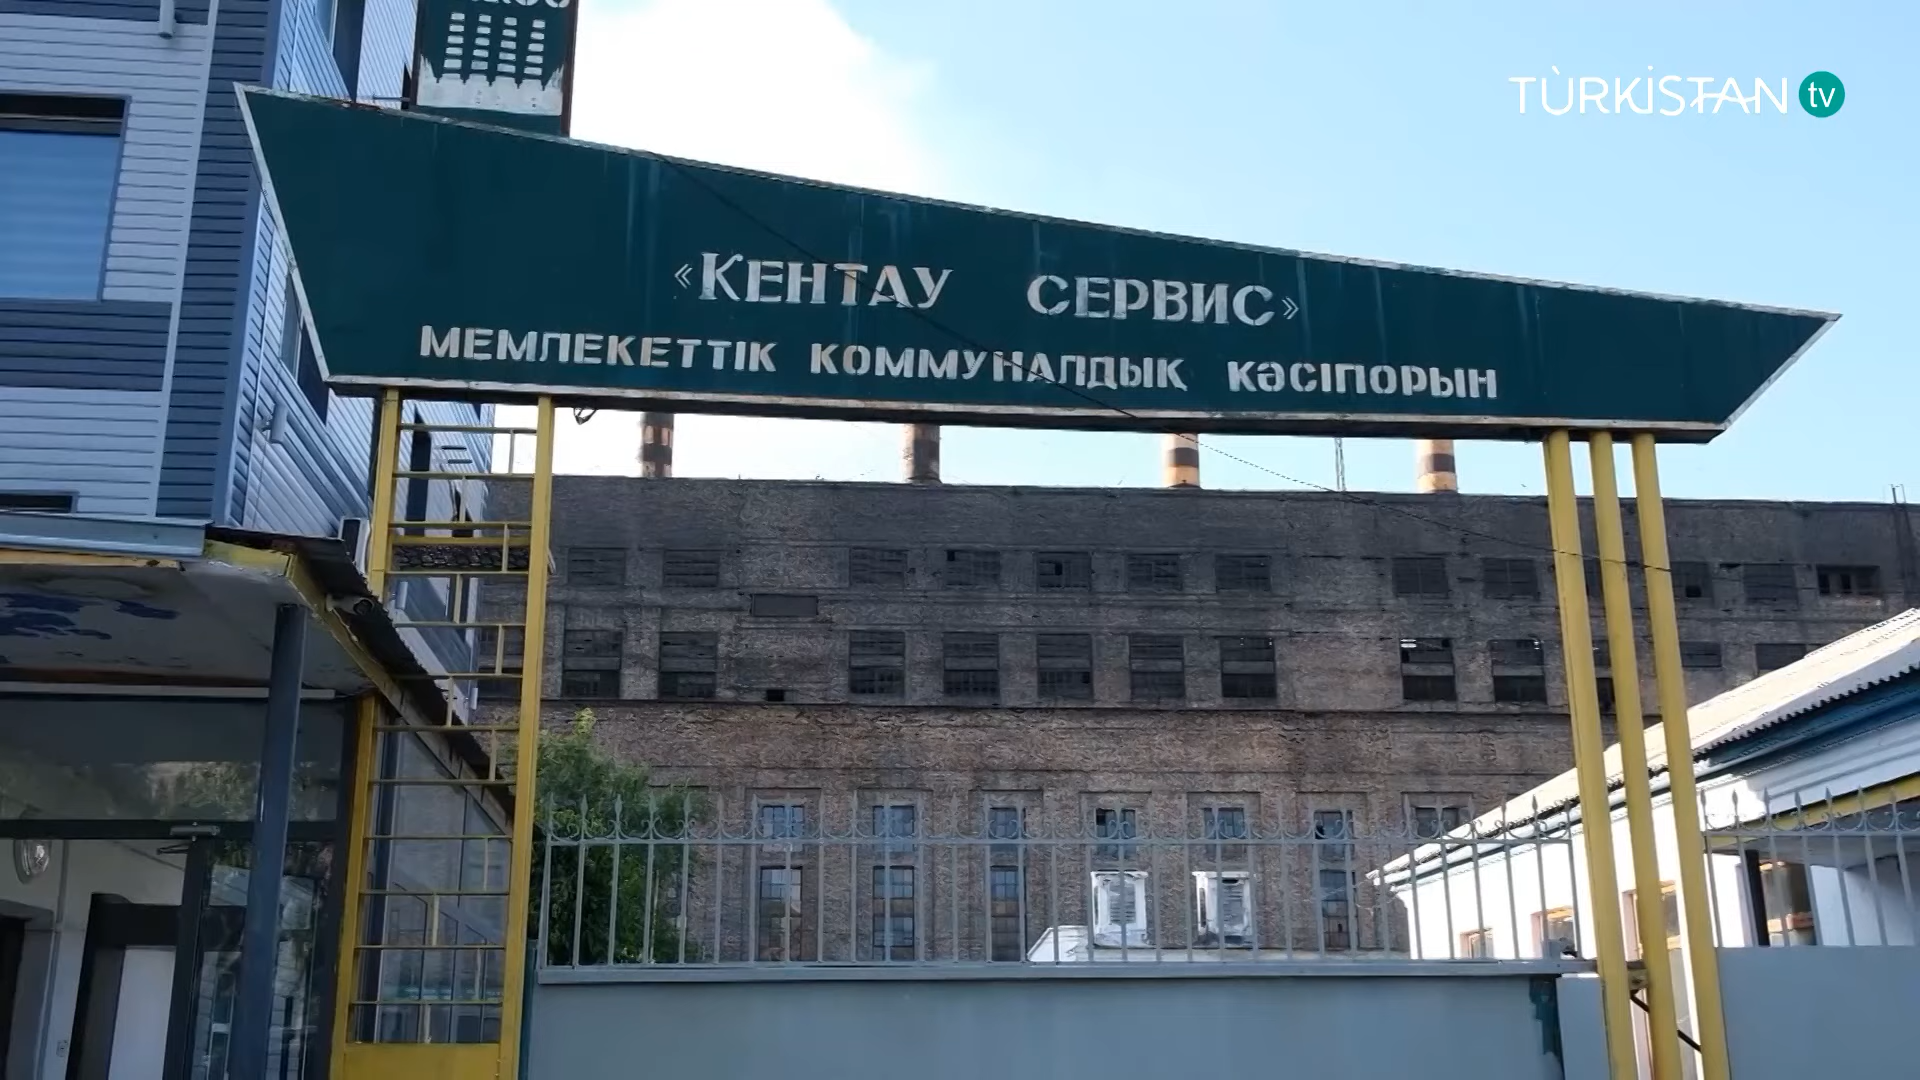 TÜRKİSTAN tv
«КЕНТАУ СЕРВИС»
МЕМЛЕКЕТТІК КОММУНАЛДЫҚ КӘСІПОРЫН